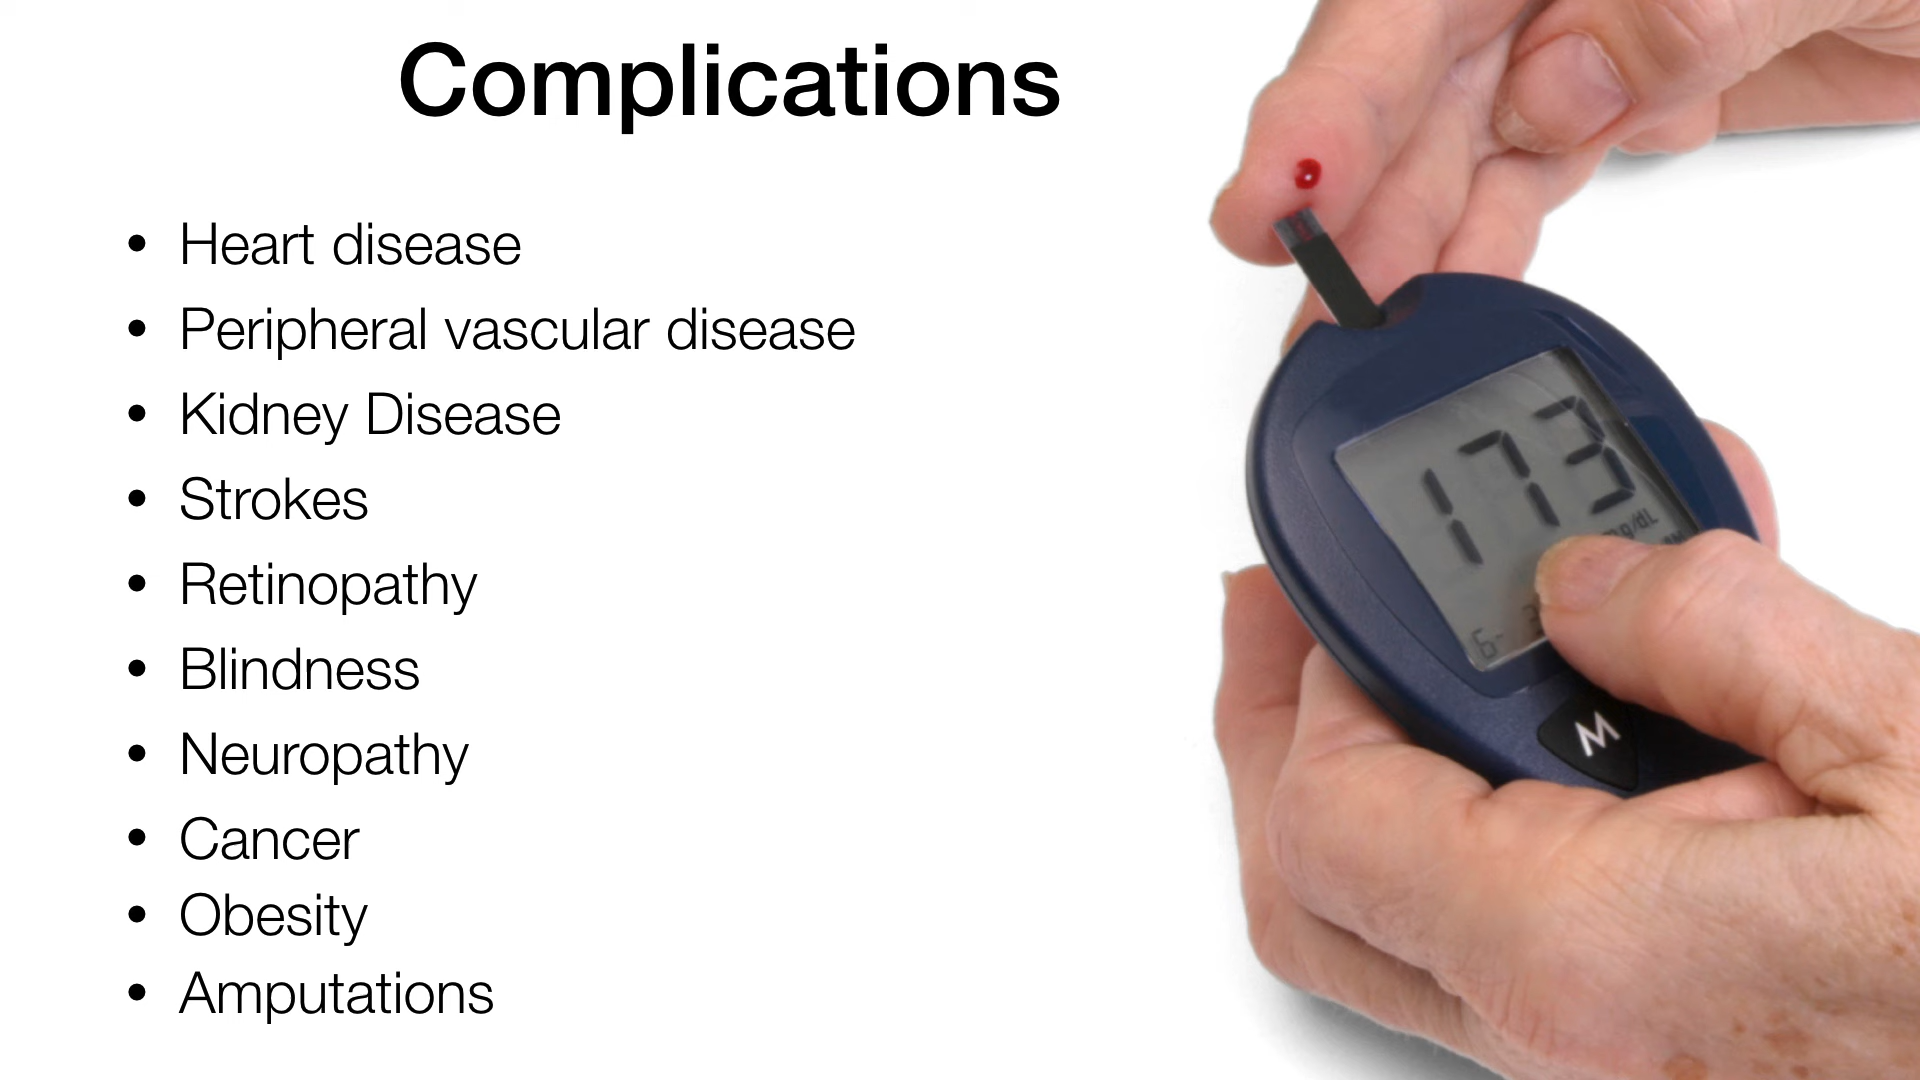 Complications
• Heart disease
• Peripheral vascular disease
• Kidney Disease
• Strokes
• Retinopathy
• Blindness
• Neuropathy
• Cancer
• Obesity
• Amputations
173
M